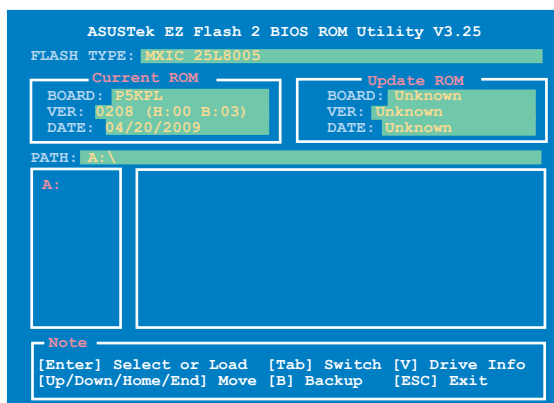 ASUSTek EZ Flash 2 BIOS ROM Utility V3.25
FLASH TYPE: MXIC 25L8005
Current ROM
BOARD: P5KPL
VER: 0208 (H:00 B:03)
DATE: 04/20/2009
Update ROM
BOARD: Unknown
VER: Unknown
DATE: Unknown
PATH: A:\
A:
Note
[Enter] Select or Load [Tab] Switch [V] Drive Info
[Up/Down/Home/End] Move [B] Backup [ESC] Exit